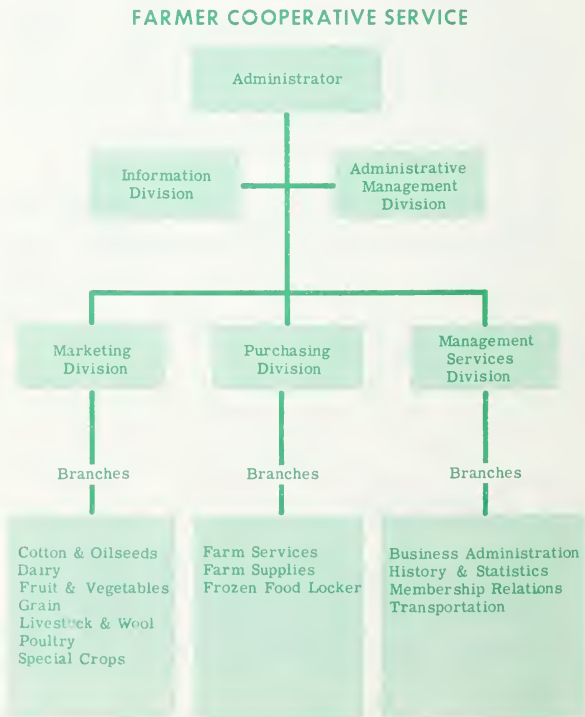 FARMER COOPERATIVE SERVICE
Administrator
Information
Division
Administrative
Management
Division
Marketing
Division
Purchasing
Division
Management
Services
Division
Branches
Branches
Branches
Cotton & Oilseeds
Dairy
Fruit & Vegetables
Grain
Livestock & Wool
Poultry
Special Crops
Farm Services
Farm Supplies
Frozen Food Locker
Business Administration
History & Statistics
Membership Relations
Transportation